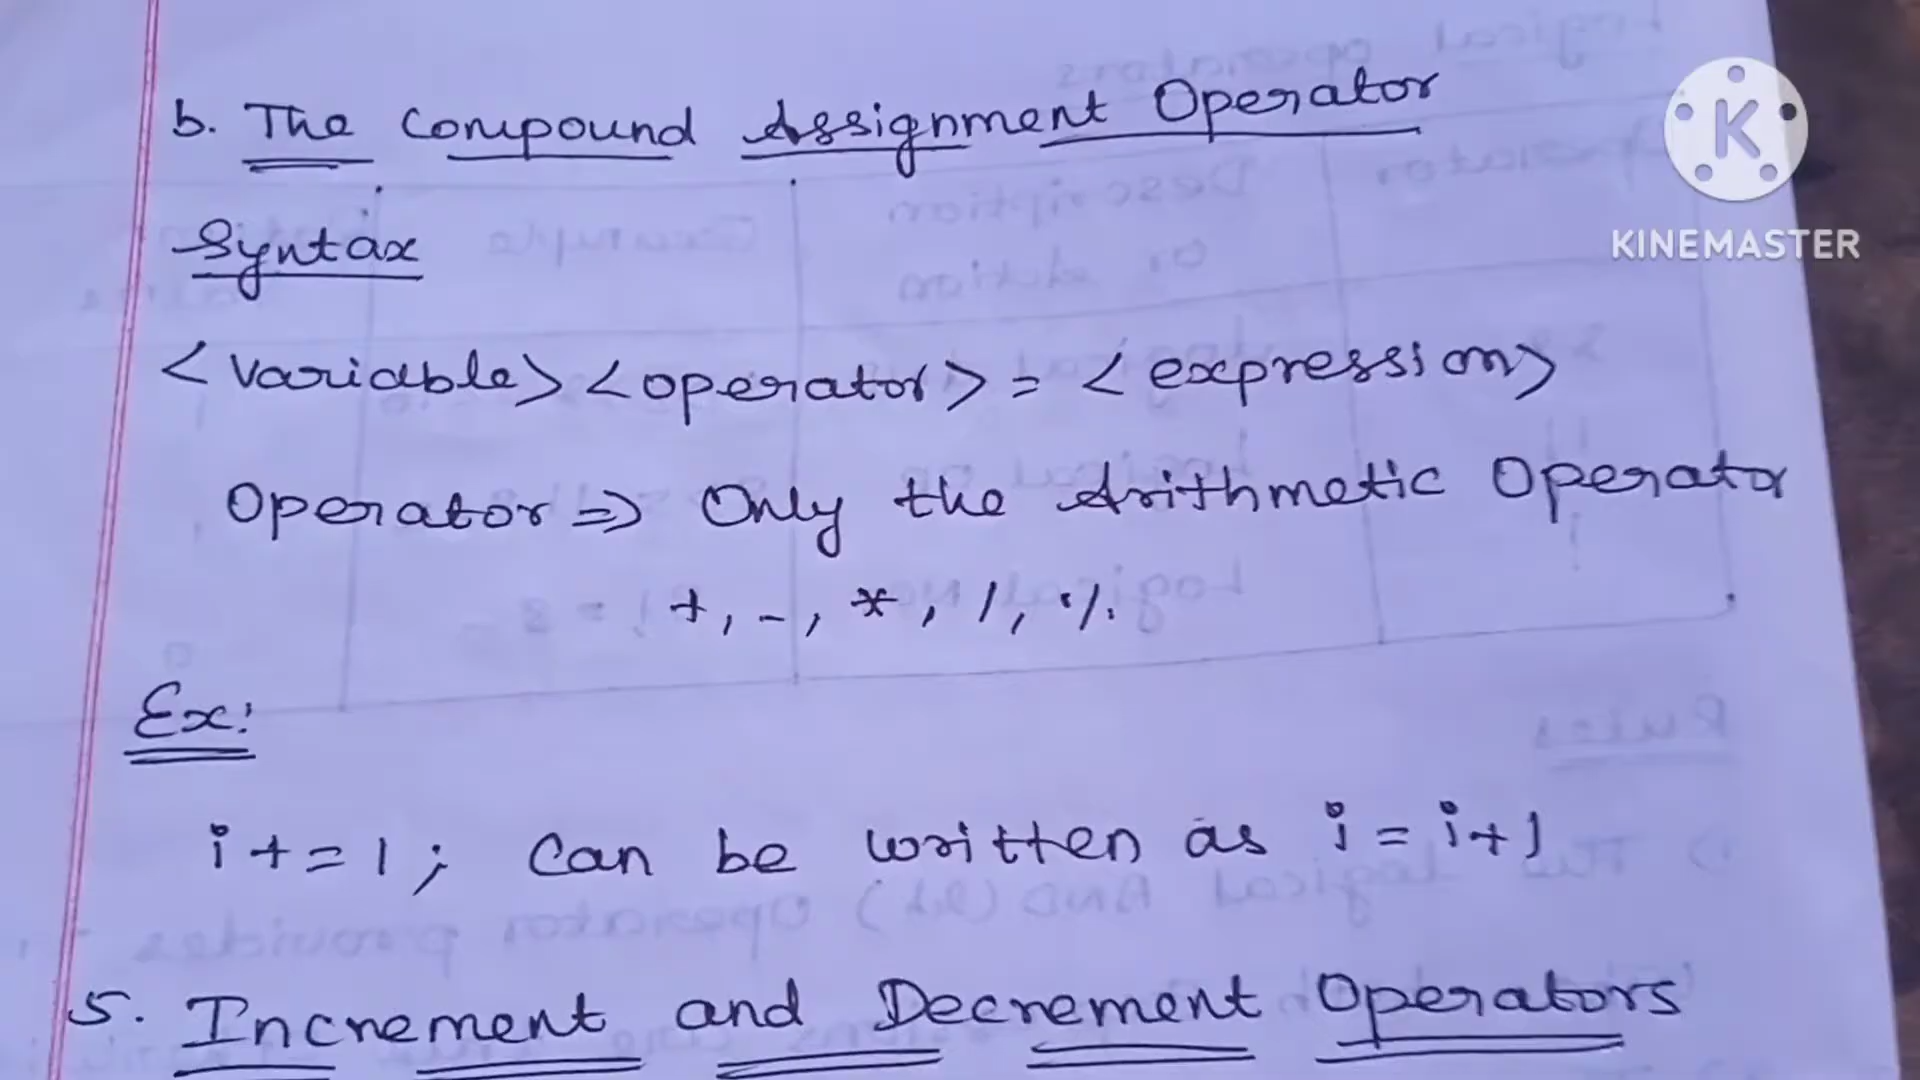 b. The Compound Assignment Operator
K
KINEMASTER
Syntax
<variable><operator> = <expression>
Operator => Only the Arithmetic Operator
+, -, *, /, %.
Ex:
i+=1; Can be written as i=i+1
5. Increment and Decrement Operators